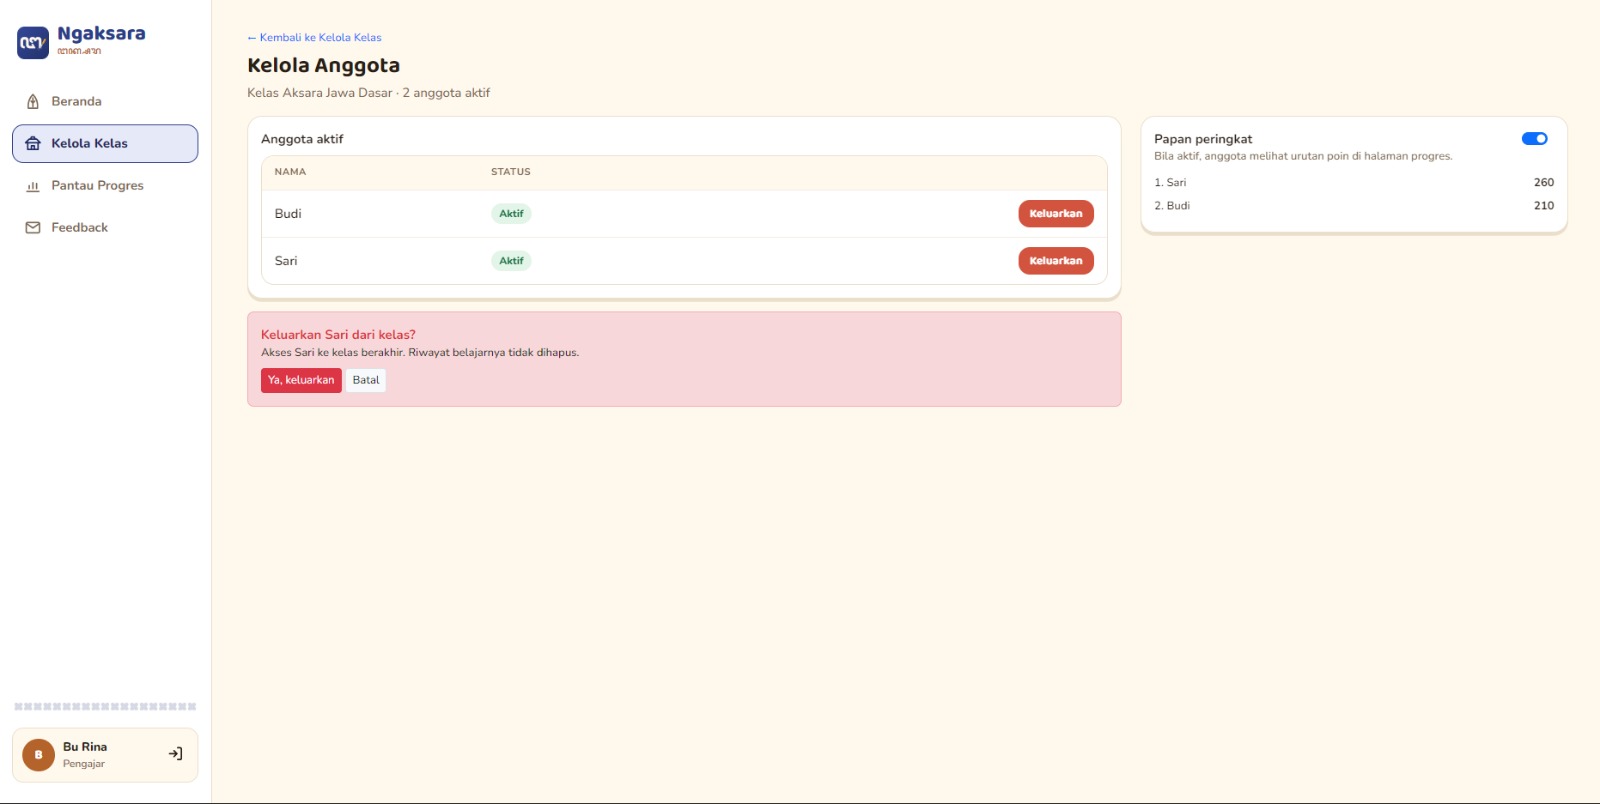 Ngaksara
Beranda
Kelola Kelas
Pantau Progres
Feedback
B
Bu Rina
Pengajar
← Kembali ke Kelola Kelas
Kelola Anggota
Kelas Aksara Jawa Dasar · 2 anggota aktif
Anggota aktif
NAMA STATUS
Budi Aktif Keluarkan
Sari Aktif Keluarkan
Keluarkan Sari dari kelas?
Akses Sari ke kelas berakhir. Riwayat belajarnya tidak dihapus.
Ya, keluarkan Batal
Papan peringkat
Bila aktif, anggota melihat urutan poin di halaman progres.
1. Sari 260
2. Budi 210